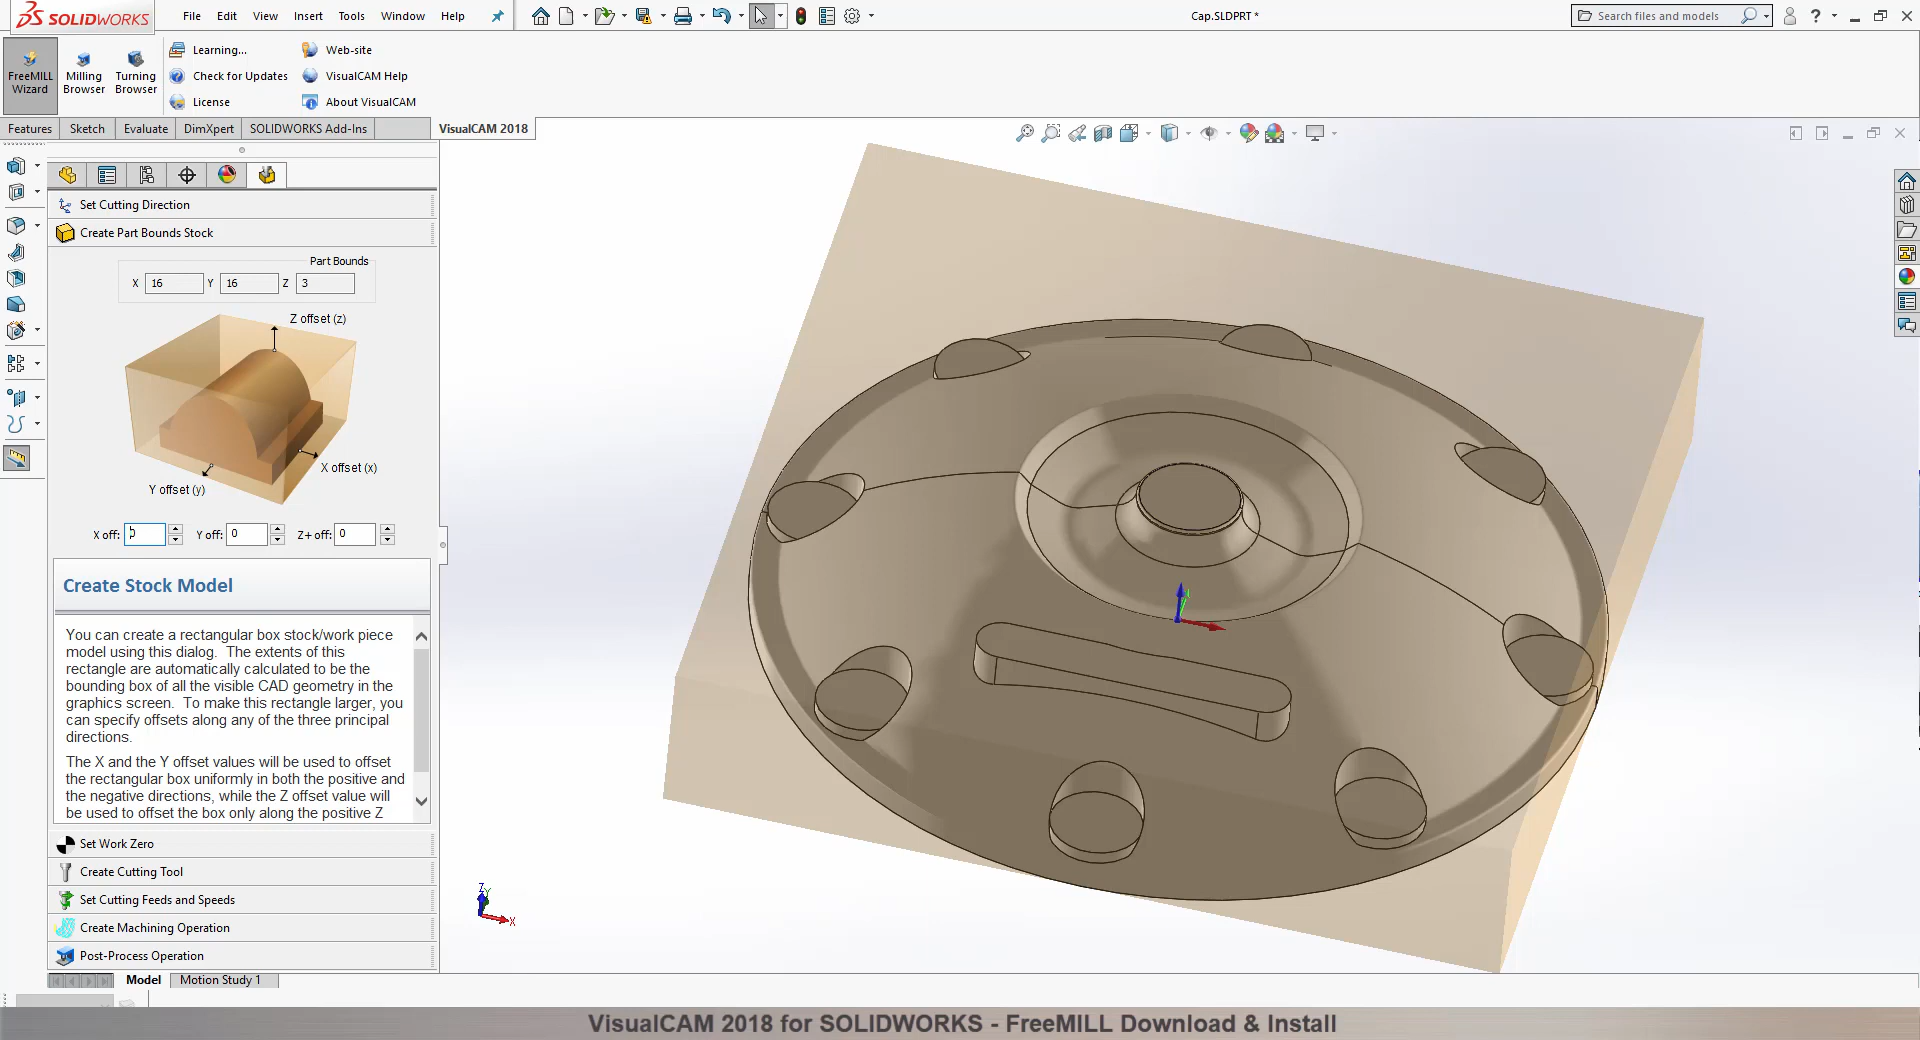 SOLIDWORKS
File Edit View Insert Tools Window Help
Cap.SLDPRT *
Search files and models
FreeMILL Wizard
Milling Browser
Turning Browser
Learning...
Check for Updates
License
Web-site
VisualCAM Help
About VisualCAM
Features Sketch Evaluate DimXpert SOLIDWORKS Add-Ins VisualCAM 2018
Set Cutting Direction
Create Part Bounds Stock
Part Bounds
X 16 Y 16 Z 3
Z offset (z)
X offset (x)
Y offset (y)
X off: Y off: 0 Z+ off: 0
Create Stock Model
You can create a rectangular box stock/work piece
model using this dialog. The extents of this
rectangle are automatically calculated to be the
bounding box of all the visible CAD geometry in the
graphics screen. To make this rectangle larger, you
can specify offsets along any of the three principal
directions.
The X and the Y offset values will be used to offset
the rectangular box uniformly in both the positive and
the negative directions, while the Z offset value will
be used to offset the box only along the positive Z
Set Work Zero
Create Cutting Tool
Set Cutting Feeds and Speeds
Create Machining Operation
Post-Process Operation
Z
Y
X
Model Motion Study 1
VisualCAM 2018 for SOLIDWORKS - FreeMILL Download & Install